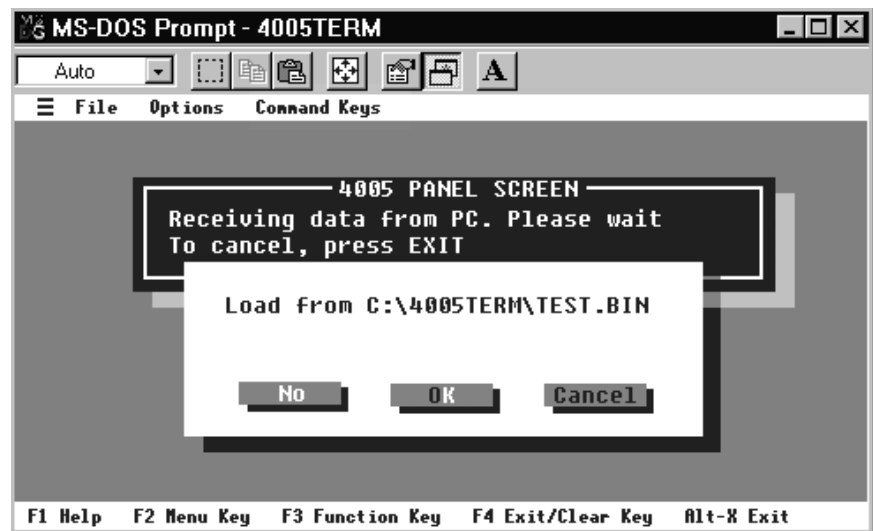 MS-DOS Prompt - 4005TERM
Auto
A
File Options Command Keys
4005 PANEL SCREEN
Receiving data from PC. Please wait
To cancel, press EXIT
Load from C:\4005TERM\TEST.BIN
No OK Cancel
F1 Help F2 Menu Key F3 Function Key F4 Exit/Clear Key Alt-X Exit